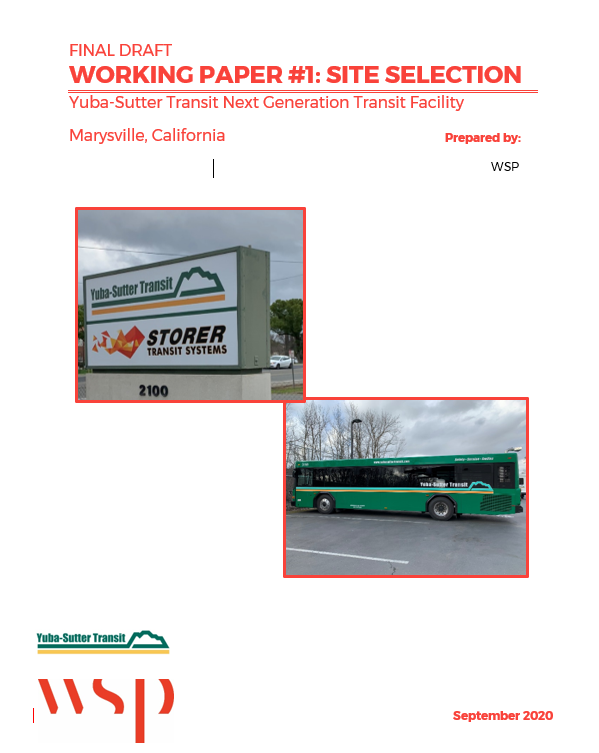 FINAL DRAFT
WORKING PAPER #1: SITE SELECTION
Yuba-Sutter Transit Next Generation Transit Facility
Marysville, California
Prepared by:
WSP
Yuba-Sutter Transit
STORER
TRANSIT SYSTEMS
2100
Yuba-Sutter Transit
Yuba-Sutter Transit
wsp
September 2020